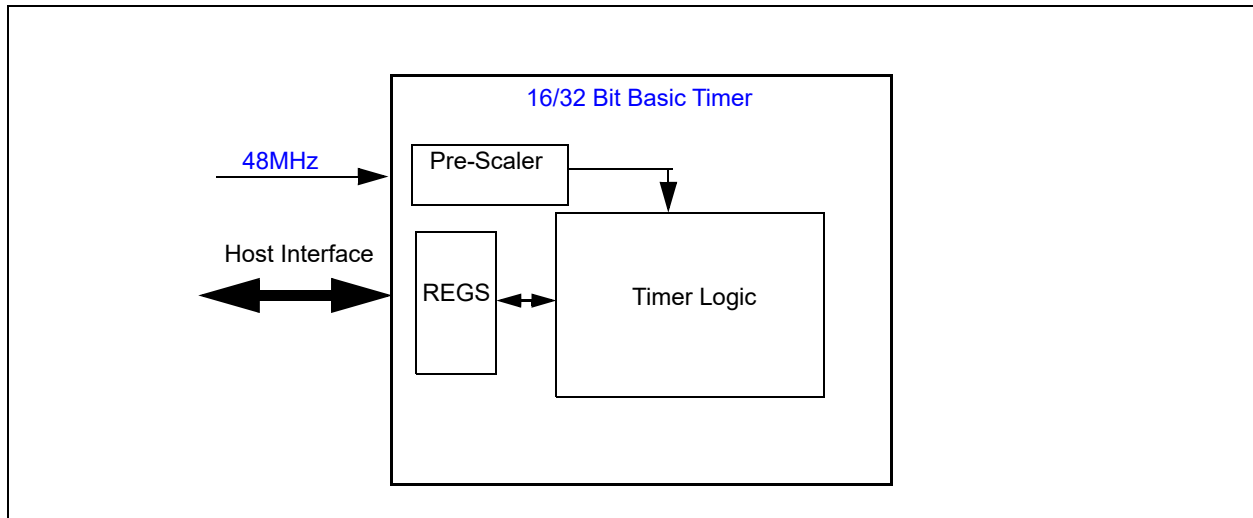 16/32 Bit Basic Timer
48MHz
Pre-Scaler
Host Interface
REGS
Timer Logic